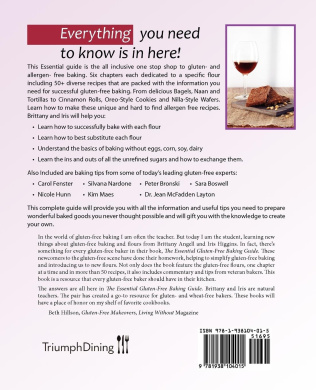 Everything you need
to know is in here!
This Essential guide is the all inclusive one stop shop to gluten- and
allergen- free baking. Six chapters each dedicated to a specific flour
including 50+ diverse recipes that are packed with the information you
need for successful gluten-free baking. From delicious Bagels, Naan and
Tortillas to Cinnamon Rolls, Oreo-Style Cookies and Nilla-Style Wafers.
Learn how to make these unique and hard to find allergen free recipes.
Brittany and Iris will help you:
• Learn how to successfully bake with each flour
• Learn how to best substitute each flour
• Understand the basics of baking without eggs, corn, soy, dairy
• Learn the ins and outs of all the unrefined sugars and how to exchange them.
Also Included are baking tips from some of today's leading gluten-free experts:
• Carol Fenster • Silvana Nardone • Peter Bronski • Sara Boswell
• Nicole Hunn • Kim Maes • Dr. Jean McFadden Layton
This complete guide will provide you with all the information and useful tips you need to prepare
wonderful baked goods you never thought possible and will gift you with the knowledge to create
your own.
In the world of gluten-free baking I am often the teacher. But today I am the student, learning new
things about gluten-free baking and flours from Brittany Angell and Iris Higgins. In fact, there's
something for every gluten-free baker in their book, The Essential Gluten-Free Baking Guide. These
newcomers to the gluten-free scene have done their homework, helping to simplify gluten-free baking
and introducing us to new flours. Not only does the book feature the gluten-free flours, one chapter
at a time and in more than 50 recipes, it also includes commentary and tips from veteran bakers. This
book is a resource that every gluten-free baker should have in their kitchen.
The answers are all here in The Essential Gluten-Free Baking Guide. Brittany and Iris are natural
teachers. The pair has created a go-to resource for gluten- and wheat-free bakers. These books will
have a place of honor on my shelf of favorite cookbooks.
Beth Hillson, Gluten-Free Makeovers, Living Without Magazine
TriumphDining
ISBN 978-1-938104-01-5
51695
9 781938 104015